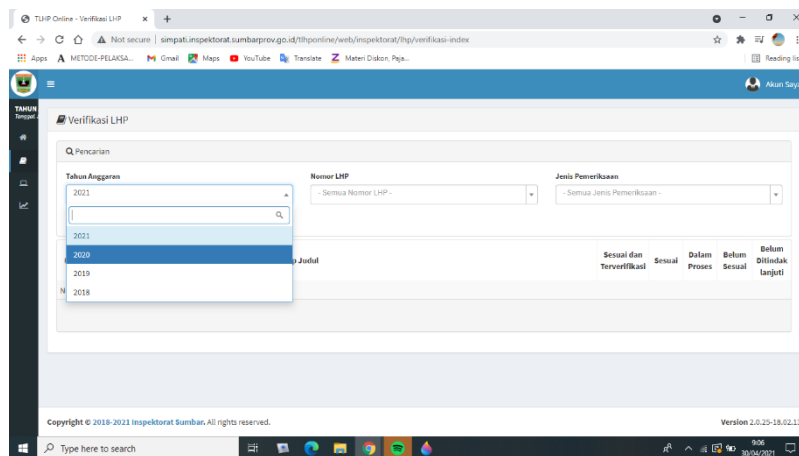 TLHP Online - Verifikasi LHP
Not secure | simpati.inspektorat.sumbarprov.go.id/tlhponline/web/inspektorat/lhp/verifikasi-index
Apps METODE-PELAKSA... Gmail Maps YouTube Translate Materi Diskon, Paja... Reading lis
Akun Saya
TAHUN
Tanggal
Verifikasi LHP
Pencarian
Tahun Anggaran Nomor LHP Jenis Pemeriksaan
2021 - Semua Nomor LHP - - Semua Jenis Pemeriksaan -
2021
2020
2019
2018
Judul
Sesuai dan Terverifikasi
Sesuai
Dalam Proses
Belum Sesuai
Belum Ditindak lanjuti
N
Copyright © 2018-2021 Inspektorat Sumbar. All rights reserved. Version 2.0.25-18.02.13
Type here to search
9:06
30/04/2021